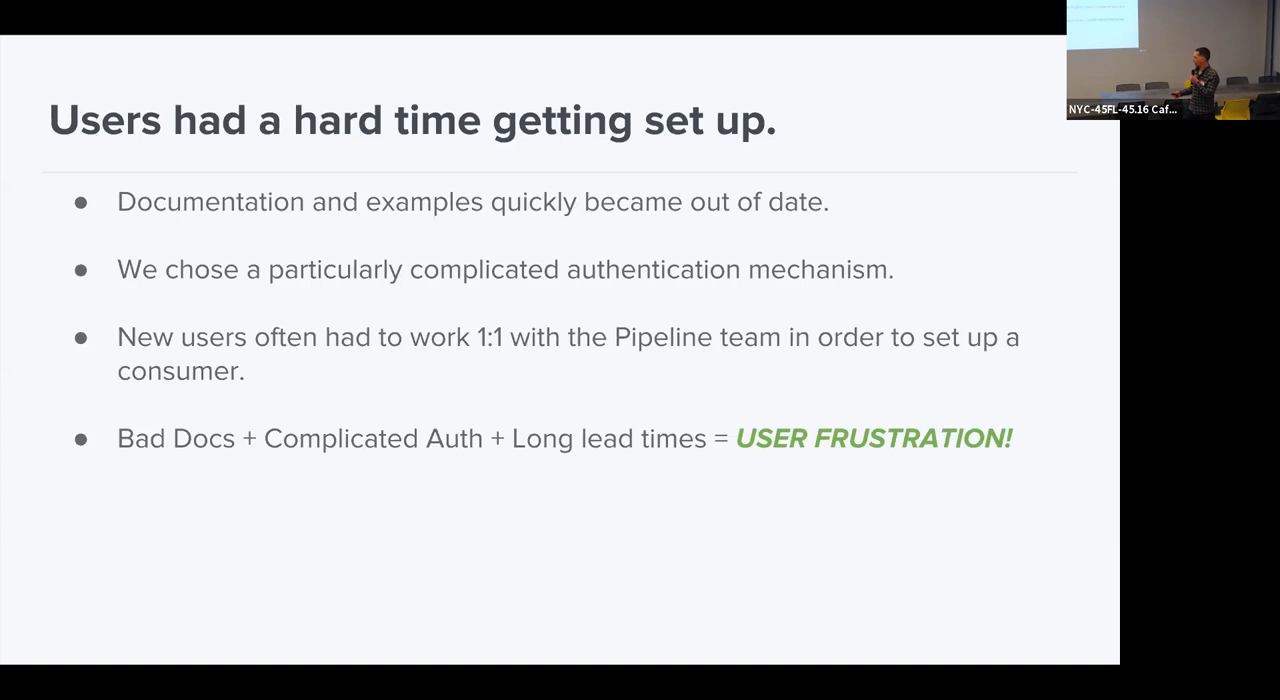 Users had a hard time getting set up.
● Documentation and examples quickly became out of date.
● We chose a particularly complicated authentication mechanism.
● New users often had to work 1:1 with the Pipeline team in order to set up a
consumer.
● Bad Docs + Complicated Auth + Long lead times = USER FRUSTRATION!
NYC-45FL-45.16 Caf...